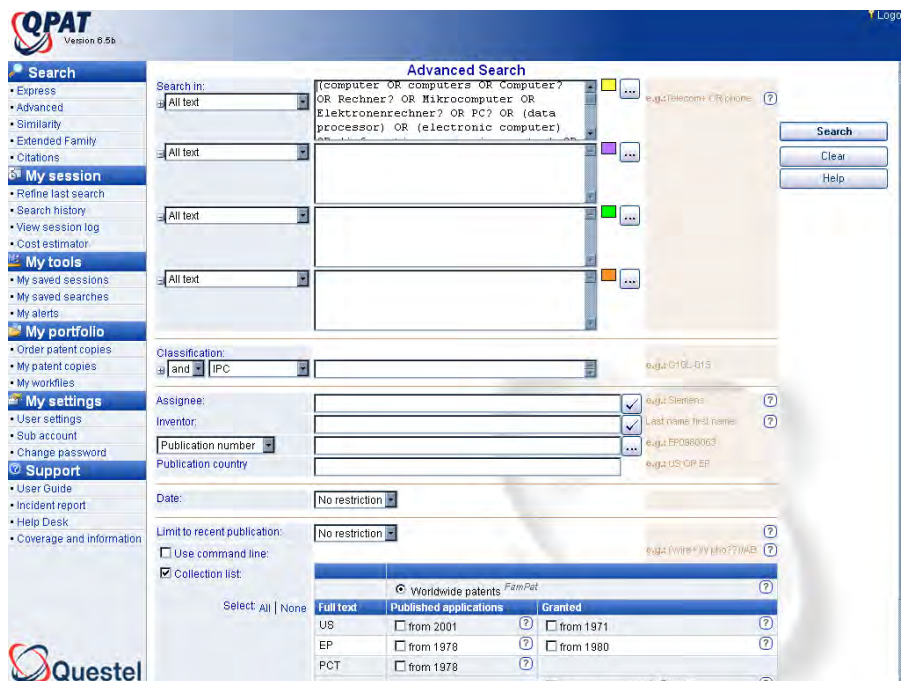 QPAT
Version 6.5b
Logo
Search
Express
Advanced
Similarity
Extended Family
Citations
My session
Refine last search
Search history
View session log
Cost estimator
My tools
My saved sessions
My saved searches
My alerts
My portfolio
Order patent copies
My patent copies
My workfiles
My settings
User settings
Sub account
Change password
Support
User Guide
Incident report
Help Desk
Coverage and information
Questel
Advanced Search
Search in:
All text
(computer OR computers OR Computer?
OR Rechner? OR Mikrocomputer OR
Elektronenrechner? OR PC? OR (data
processor) OR (electronic computer)
... e.g.: Telecom+ OR phone ?
All text ...
All text ...
All text ...
Search
Clear
Help
Classification:
and IPC e.g.: G10L-015
Assignee: e.g.: Siemens ?
Inventor: Last name first name ?
Publication number ... e.g.: EP0980063
Publication country e.g.: US OR EP
Date: No restriction
Limit to recent publication: No restriction ?
Use command line: ?
Collection list:
Worldwide patents FamPat ?
Select: All | None
Full text Published applications Granted
US from 2001 ? from 1971 ?
EP from 1978 ? from 1980 ?
PCT from 1978 ?